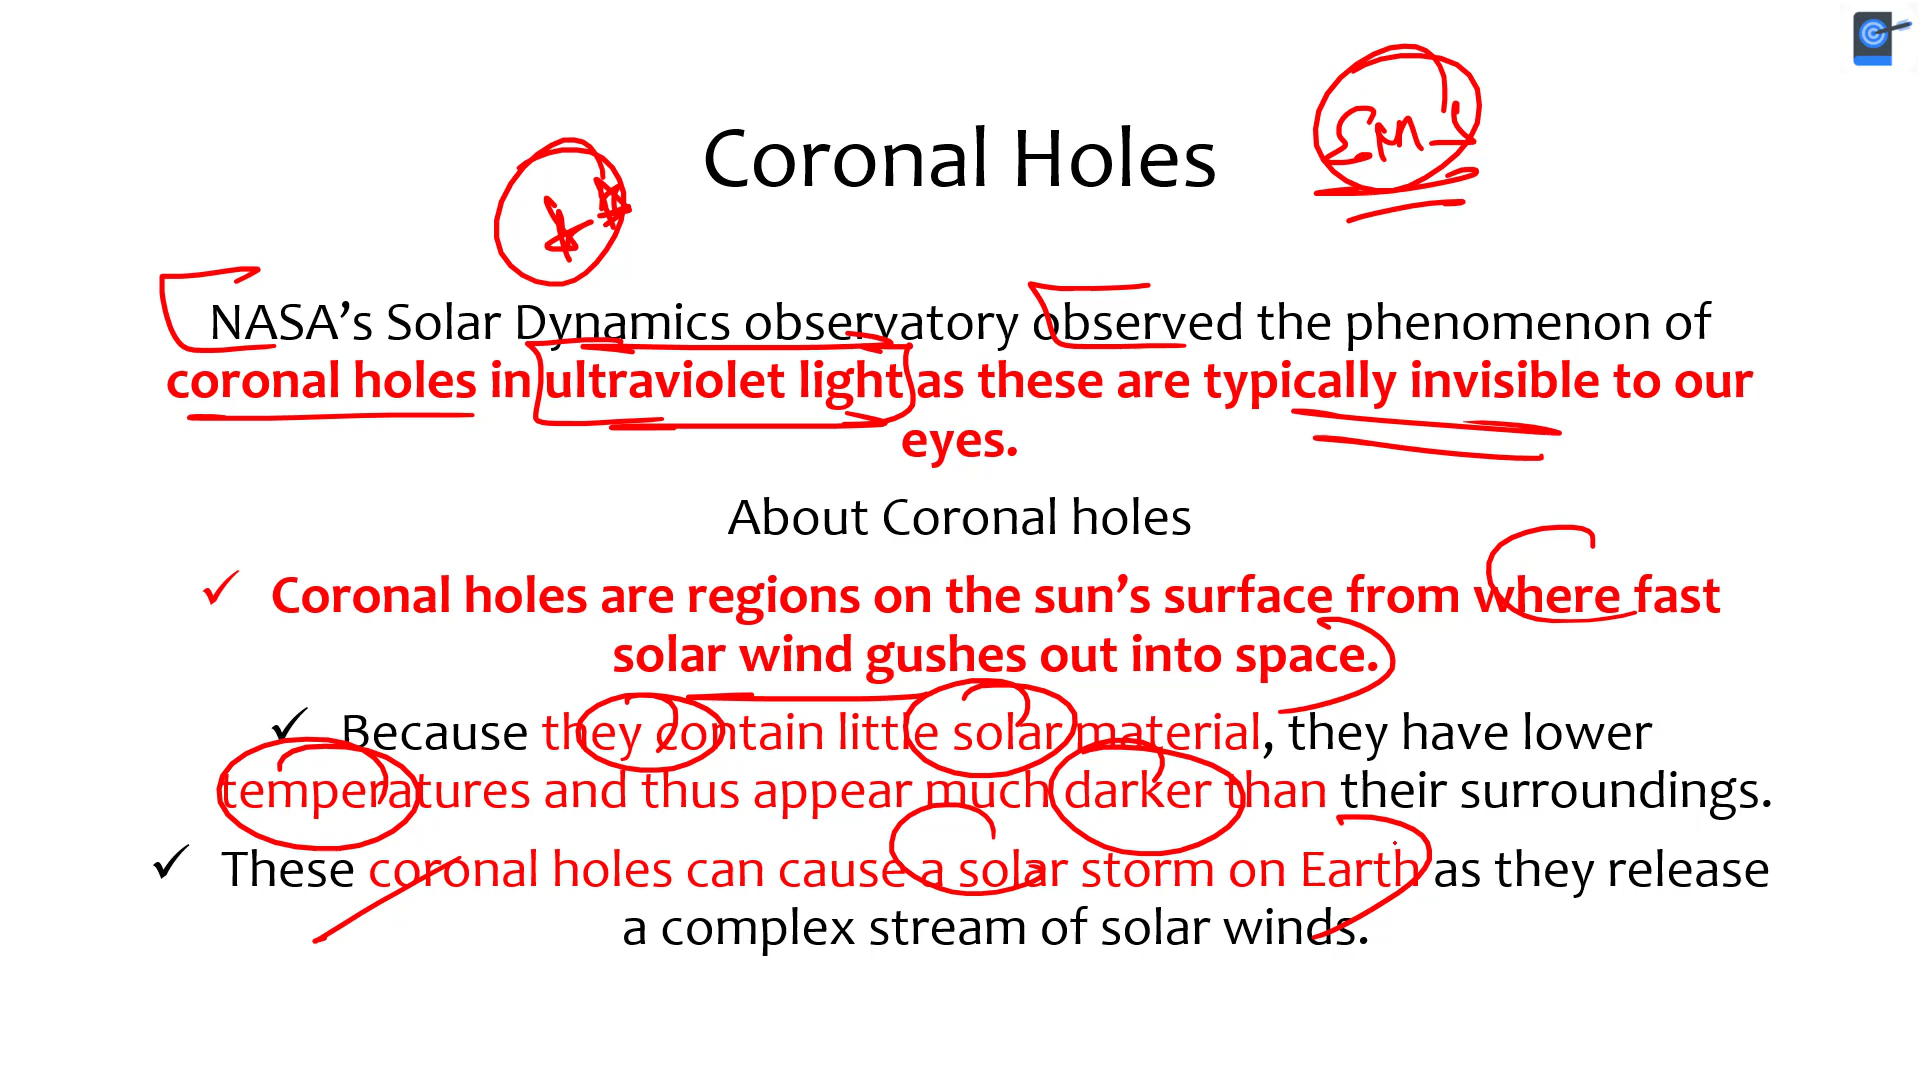 Coronal Holes
NASA’s Solar Dynamics observatory observed the phenomenon of
coronal holes in ultraviolet light as these are typically invisible to our
eyes.
About Coronal holes
✓ Coronal holes are regions on the sun’s surface from where fast
solar wind gushes out into space.
✓ Because they contain little solar material, they have lower
temperatures and thus appear much darker than their surroundings.
✓ These coronal holes can cause a solar storm on Earth as they release
a complex stream of solar winds.